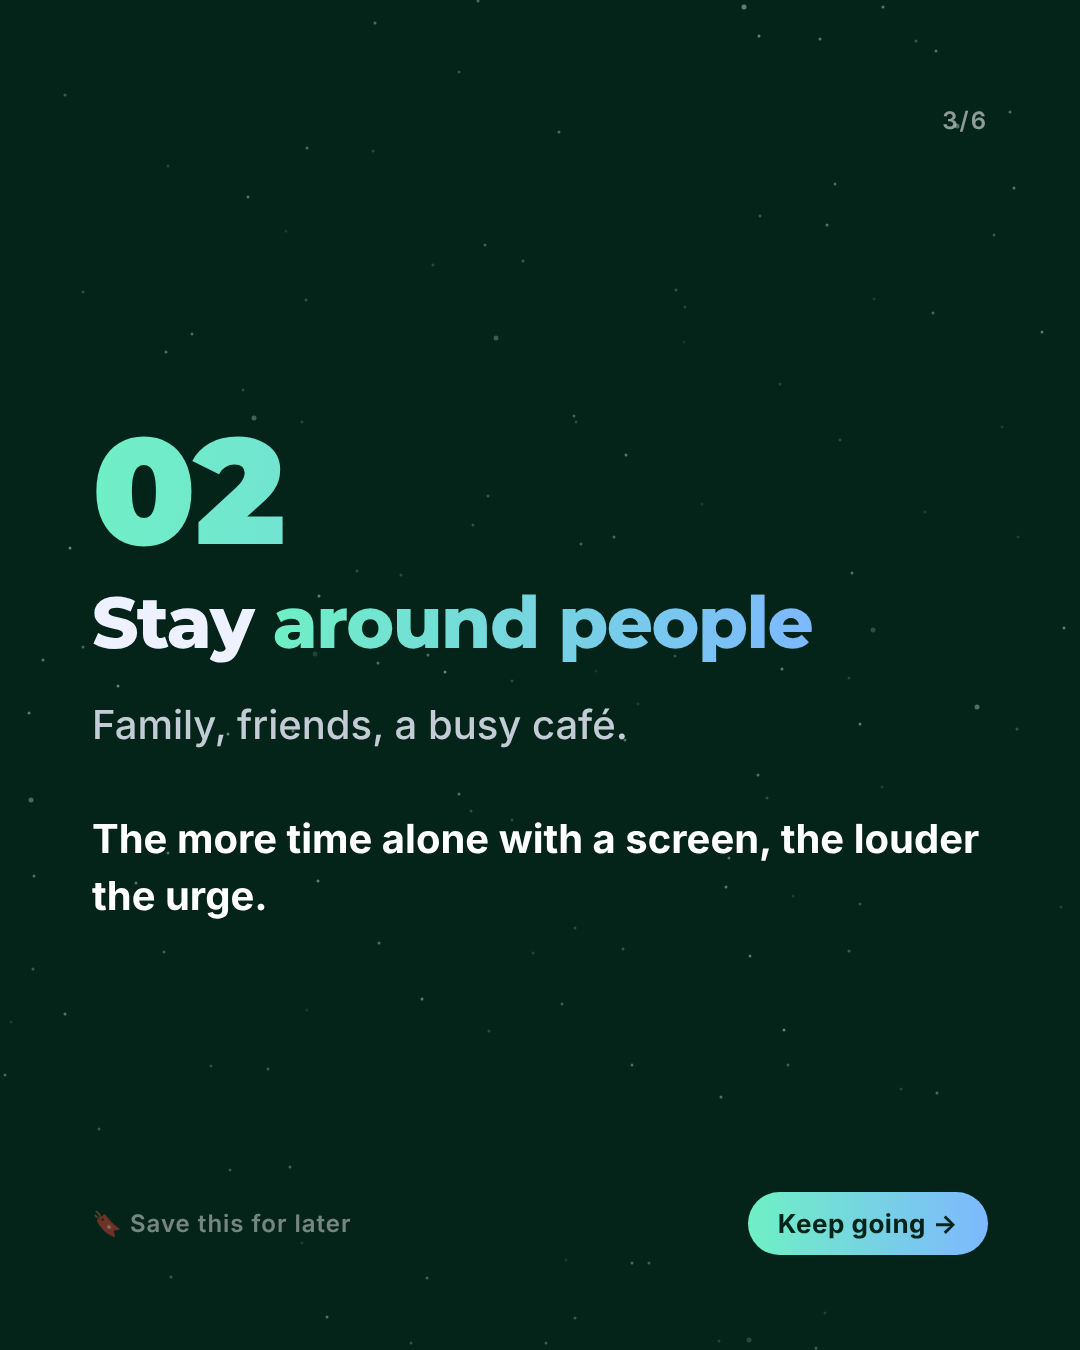 3/6
02
Stay around people
Family, friends, a busy café.
The more time alone with a screen, the louder
the urge.
🔖 Save this for later
Keep going →